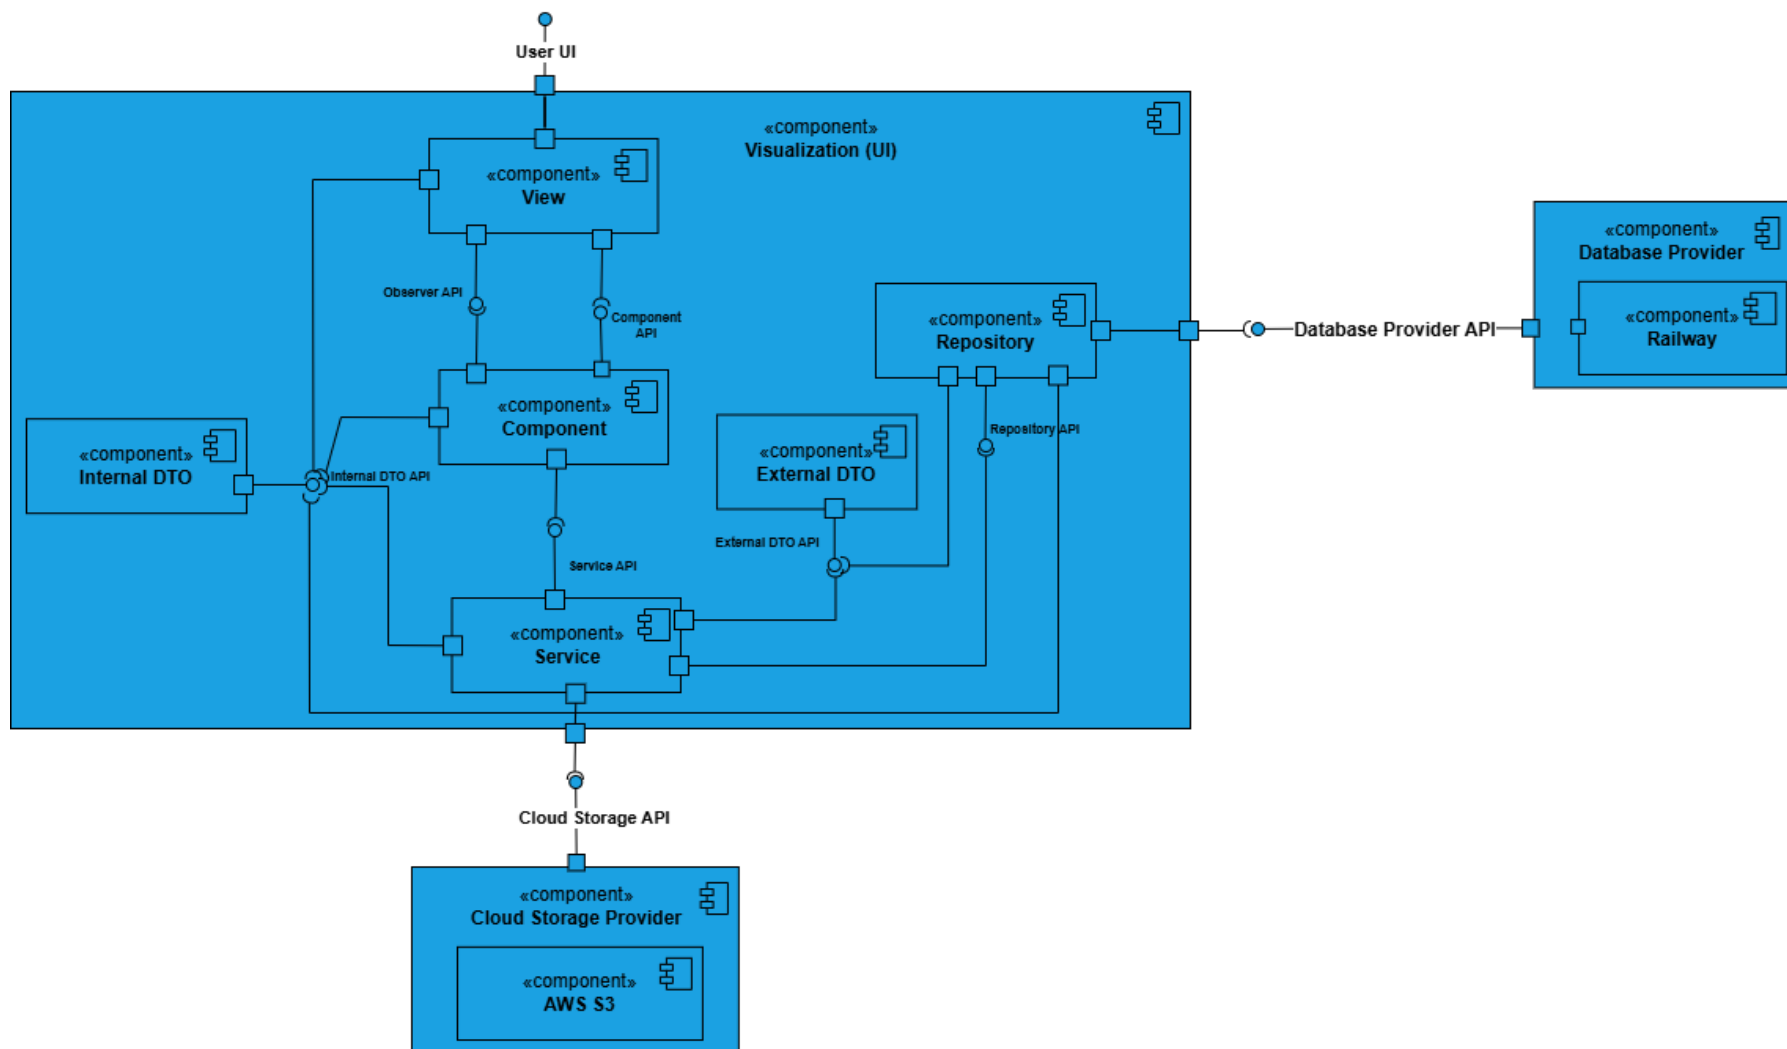 User UI
«component»
Visualization (UI)
«component»
View
Observer API
Component
API
«component»
Repository
Database Provider API
«component»
Database Provider
«component»
Railway
«component»
Component
«component»
Internal DTO
Internal DTO API
«component»
External DTO
Repository API
External DTO API
Service API
«component»
Service
Cloud Storage API
«component»
Cloud Storage Provider
«component»
AWS S3